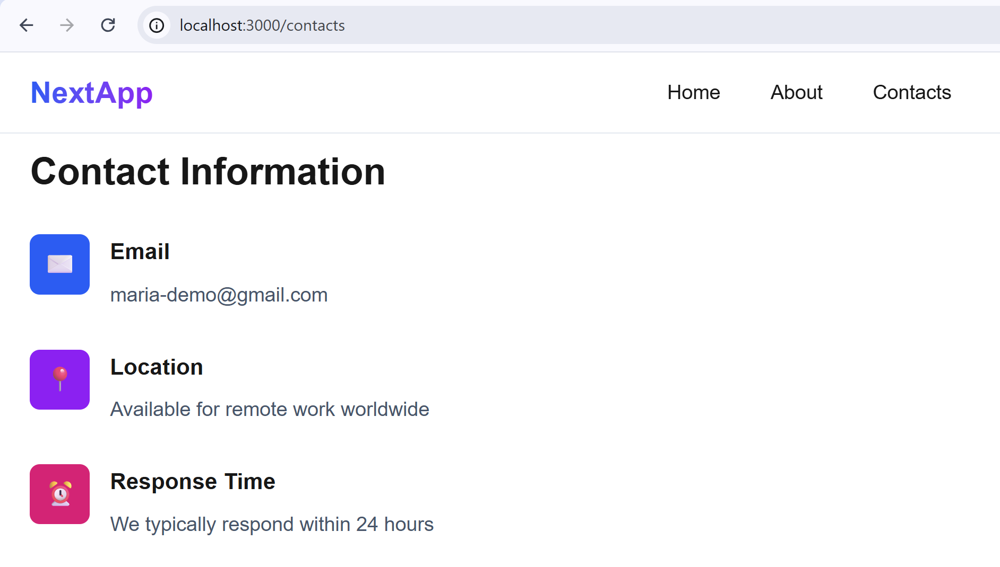 localhost:3000/contacts
NextApp
Home About Contacts
Contact Information
Email
maria-demo@gmail.com
Location
Available for remote work worldwide
Response Time
We typically respond within 24 hours